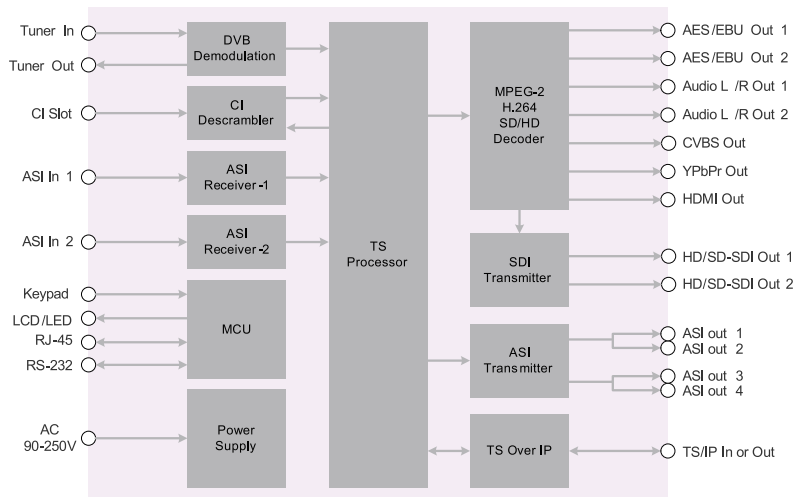 Tuner In
Tuner Out
CI Slot
ASI In 1
ASI In 2
Keypad
LCD/LED
RJ-45
RS-232
AC
90-250V
DVB
Demodulation
CI
Descrambler
ASI
Receiver-1
ASI
Receiver-2
MCU
Power
Supply
TS
Processor
MPEG-2
H.264
SD/HD
Decoder
SDI
Transmitter
ASI
Transmitter
TS Over IP
AES/EBU Out 1
AES/EBU Out 2
Audio L /R Out 1
Audio L /R Out 2
CVBS Out
YPbPr Out
HDMI Out
HD/SD-SDI Out 1
HD/SD-SDI Out 2
ASI out 1
ASI out 2
ASI out 3
ASI out 4
TS/IP In or Out